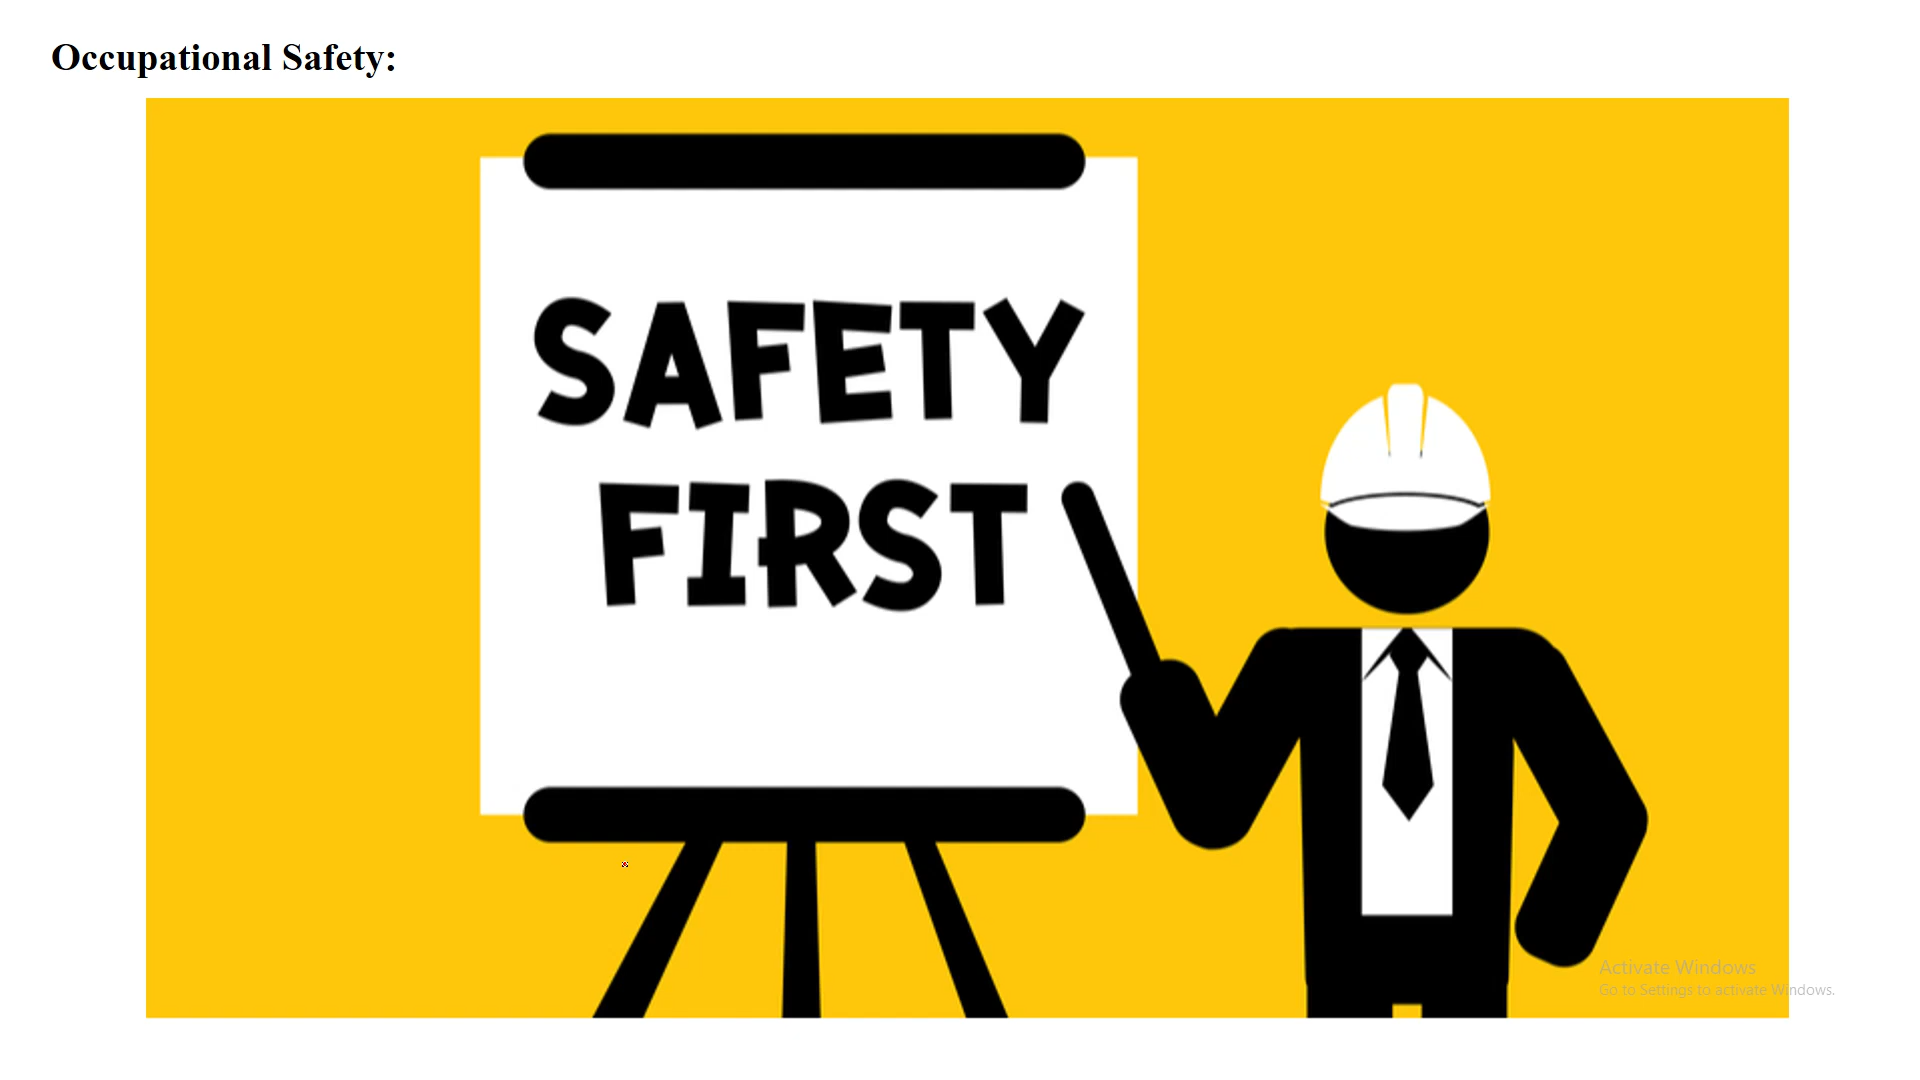 Occupational Safety:
SAFETY
FIRST
Activate Windows
Go to Settings to activate Windows.